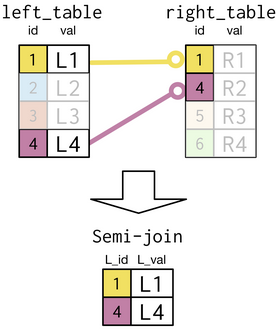 left_table right_table
id val id val
1 L1 1 R1
2 L2 4 R2
3 L3 5 R3
4 L4 6 R4
Semi-join
L_id L_val
1 L1
4 L4